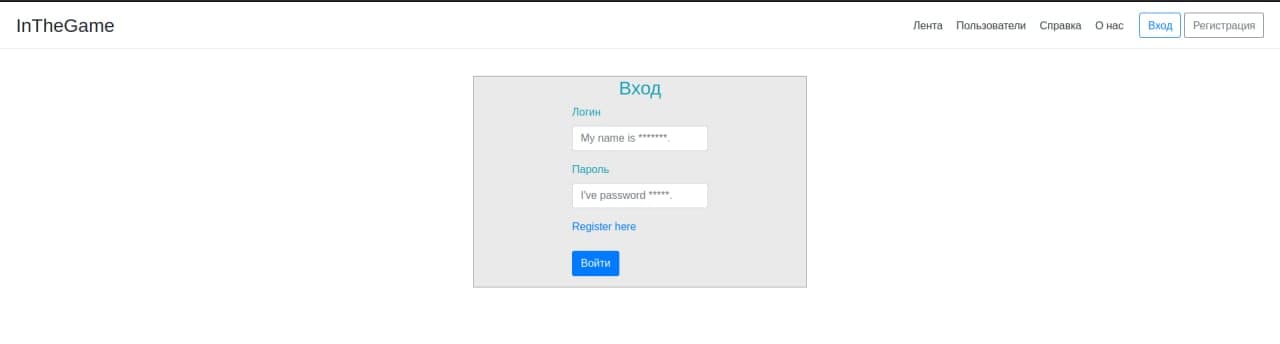 InTheGame Лента Пользователи Справка О нас Вход Регистрация
Вход
Логин
My name is *******.
Пароль
I've password *****.
Register here
Войти